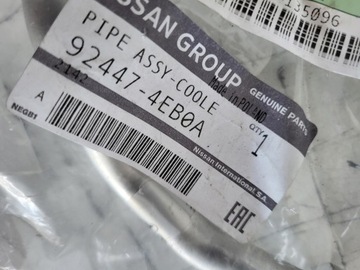 135096
NISSAN GROUP
GENUINE PARTS
PIPE ASSY-COOLE
Made in POLAND
92447-4EB0A
QTY
1
2142
A
NEGB1
Nissan International S.A.
EAC